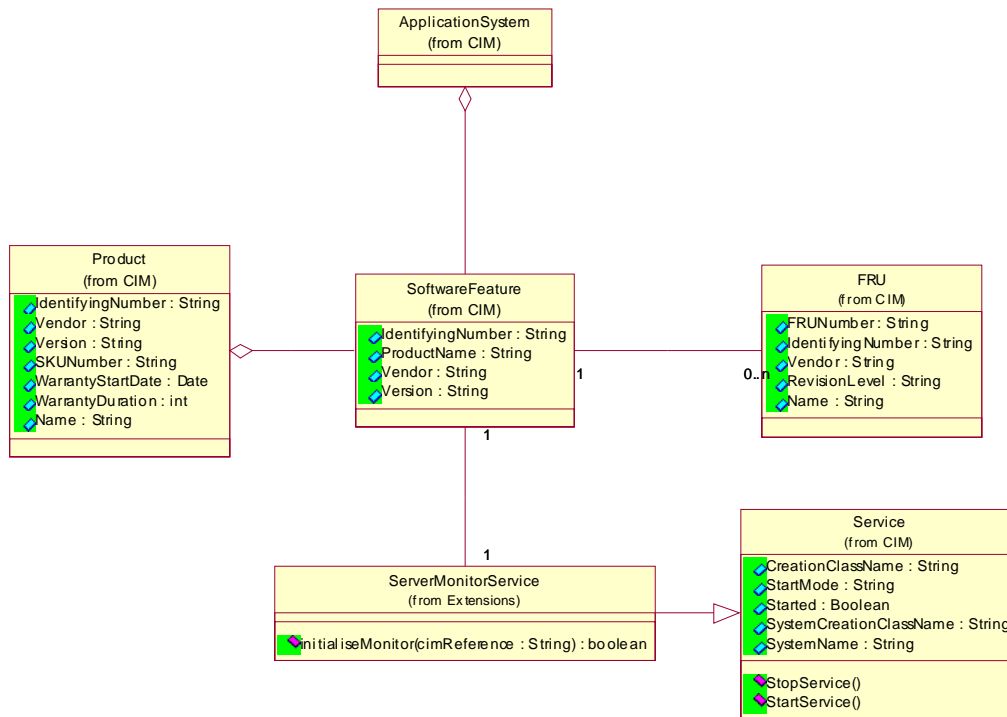 ApplicationSystem
(from CIM)
Product
(from CIM)
IdentifyingNumber : String
Vendor : String
Version : String
SKUNumber : String
WarrantyStartDate : Date
WarrantyDuration : int
Name : String
SoftwareFeature
(from CIM)
IdentifyingNumber : String
ProductName : String
Vendor : String
Version : String
1
1
FRU
(from CIM)
FRUNumber : String
IdentifyingNumber : String
Vendor : String
RevisionLevel : String
Name : String
0..n
1
ServerMonitorService
(from Extensions)
initialiseMonitor(cimReference : String) : boolean
Service
(from CIM)
CreationClassName : String
StartMode : String
Started : Boolean
SystemCreationClassName : String
SystemName : String
StopService()
StartService()